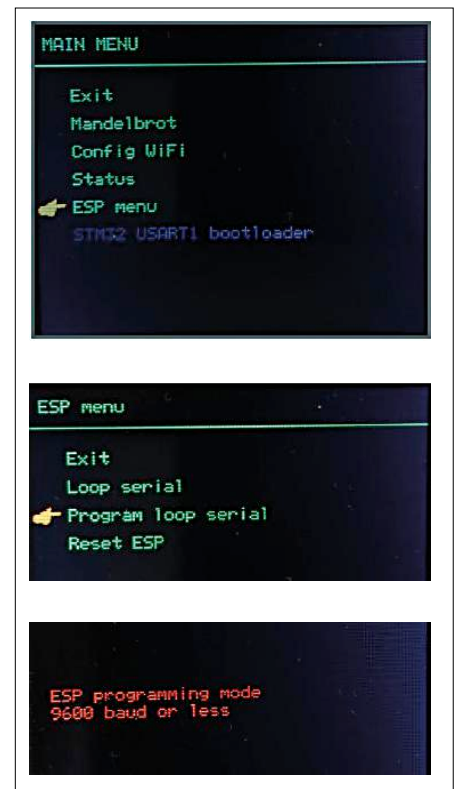 MAIN MENU
Exit
Mandelbrot
Config WiFi
Status
ESP menu
STM32 USART1 bootloader
ESP menu
Exit
Loop serial
Program loop serial
Reset ESP
ESP programming mode
9600 baud or less